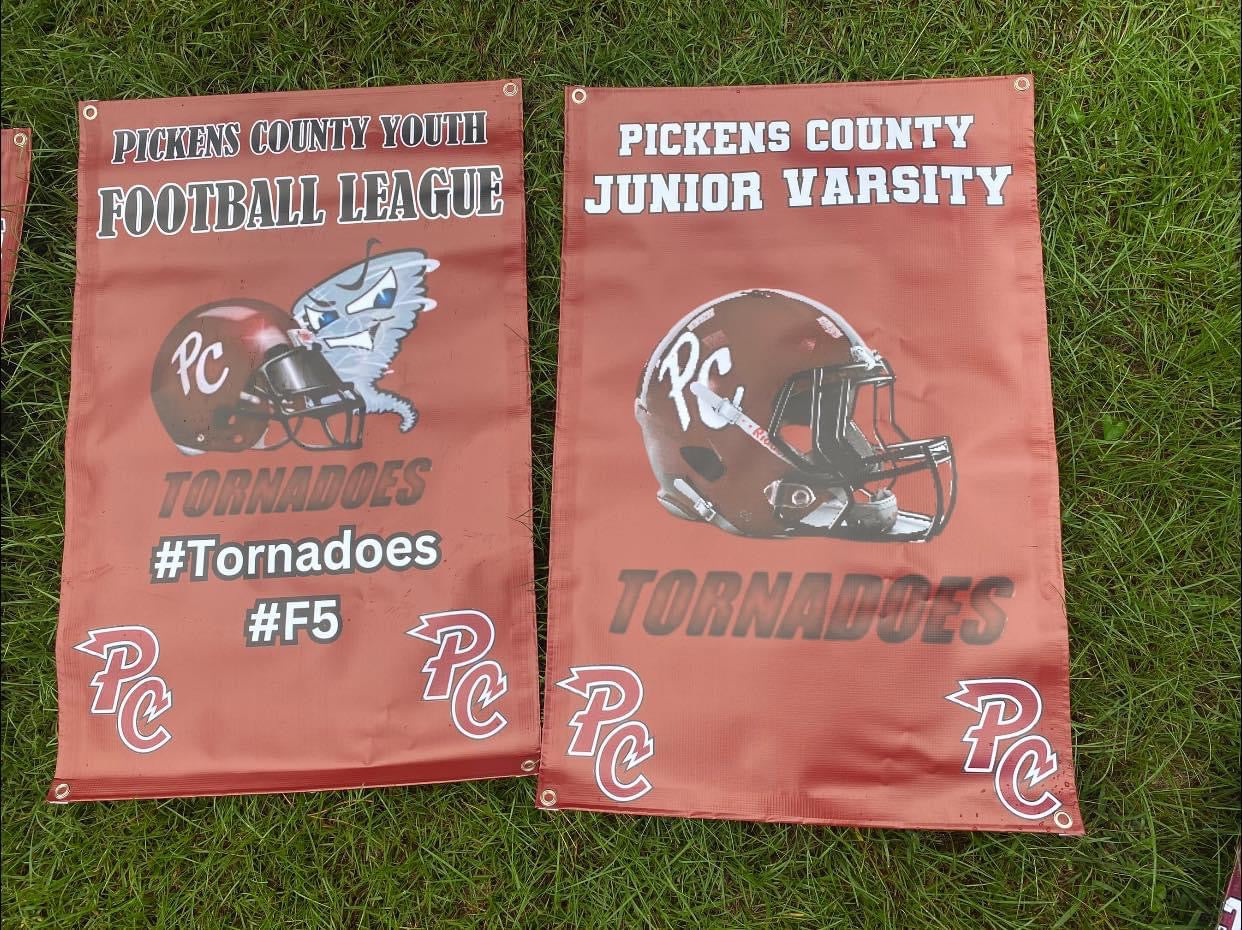 PICKENS COUNTY YOUTH
FOOTBALL LEAGUE
PC
TORNADOES
#Tornadoes
#F5
PC
PC
PICKENS COUNTY
JUNIOR VARSITY
PC
TORNADOES
PC
PC